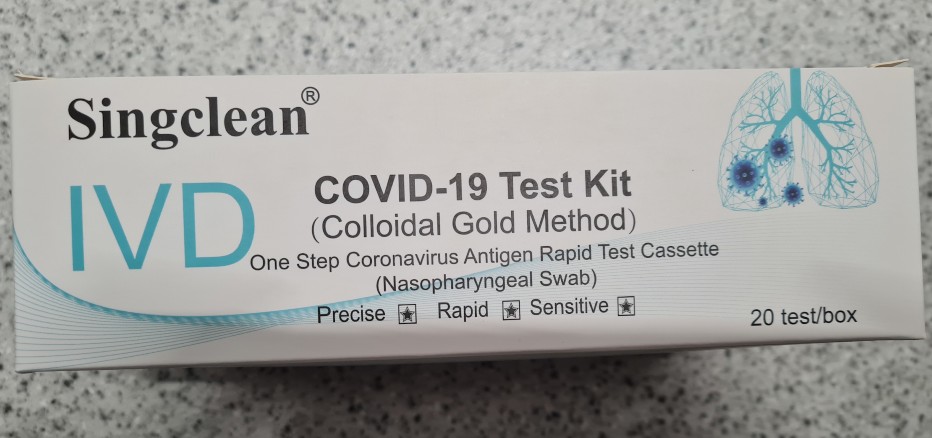 Singclean®
IVD
COVID-19 Test Kit
(Colloidal Gold Method)
One Step Coronavirus Antigen Rapid Test Cassette
(Nasopharyngeal Swab)
Precise Rapid Sensitive
20 test/box